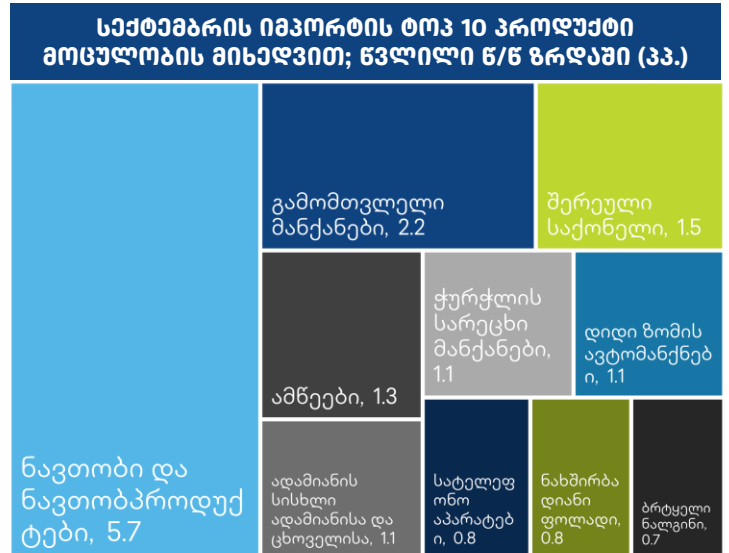 სექტემბრის იმპორტის ტოპ 10 პროდუქტი
მოცულობის მიხედვით; წვლილი წ/წ ზრდაში (პპ.)
ნავთობი და
ნავთობპროდუქ
ტები, 5.7
გამომთვლელი
მანქანები, 2.2
შერეული
საქონელი, 1.5
ამწეები, 1.3
ჭურჭლის
სარეცხი
მანქანები,
1.1
დიდი ზომის
ავტომანქნებ
ი, 1.1
ადამიანის
სისხლი
ადამიანისა და
ცხოველისა, 1.1
სატელეფ
ონო
აპარატებ
ი, 0.8
ნახშირბა
დიანი
ფოლადი,
0.8
ბრტყელი
ნალგინი,
0.7